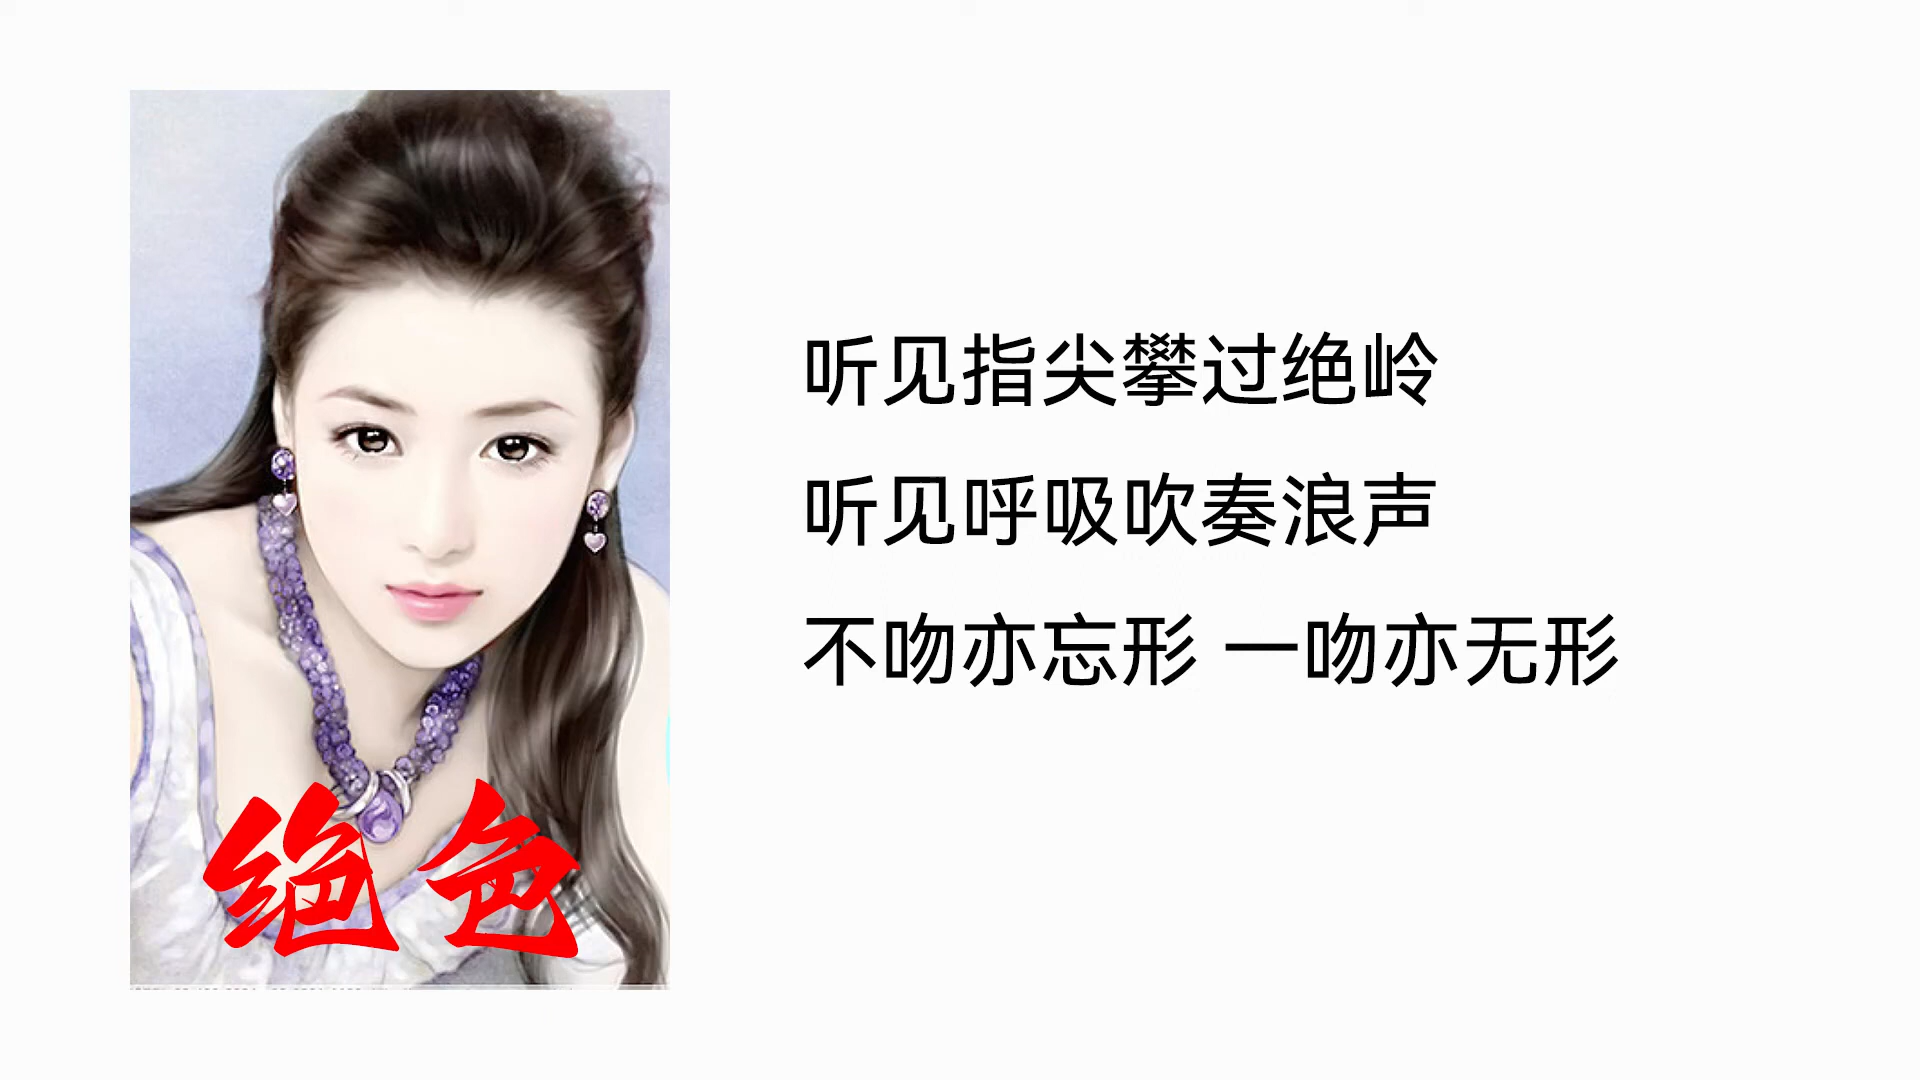 绝色
听见指尖攀过绝岭
听见呼吸吹奏浪声
不吻亦忘形 一吻亦无形